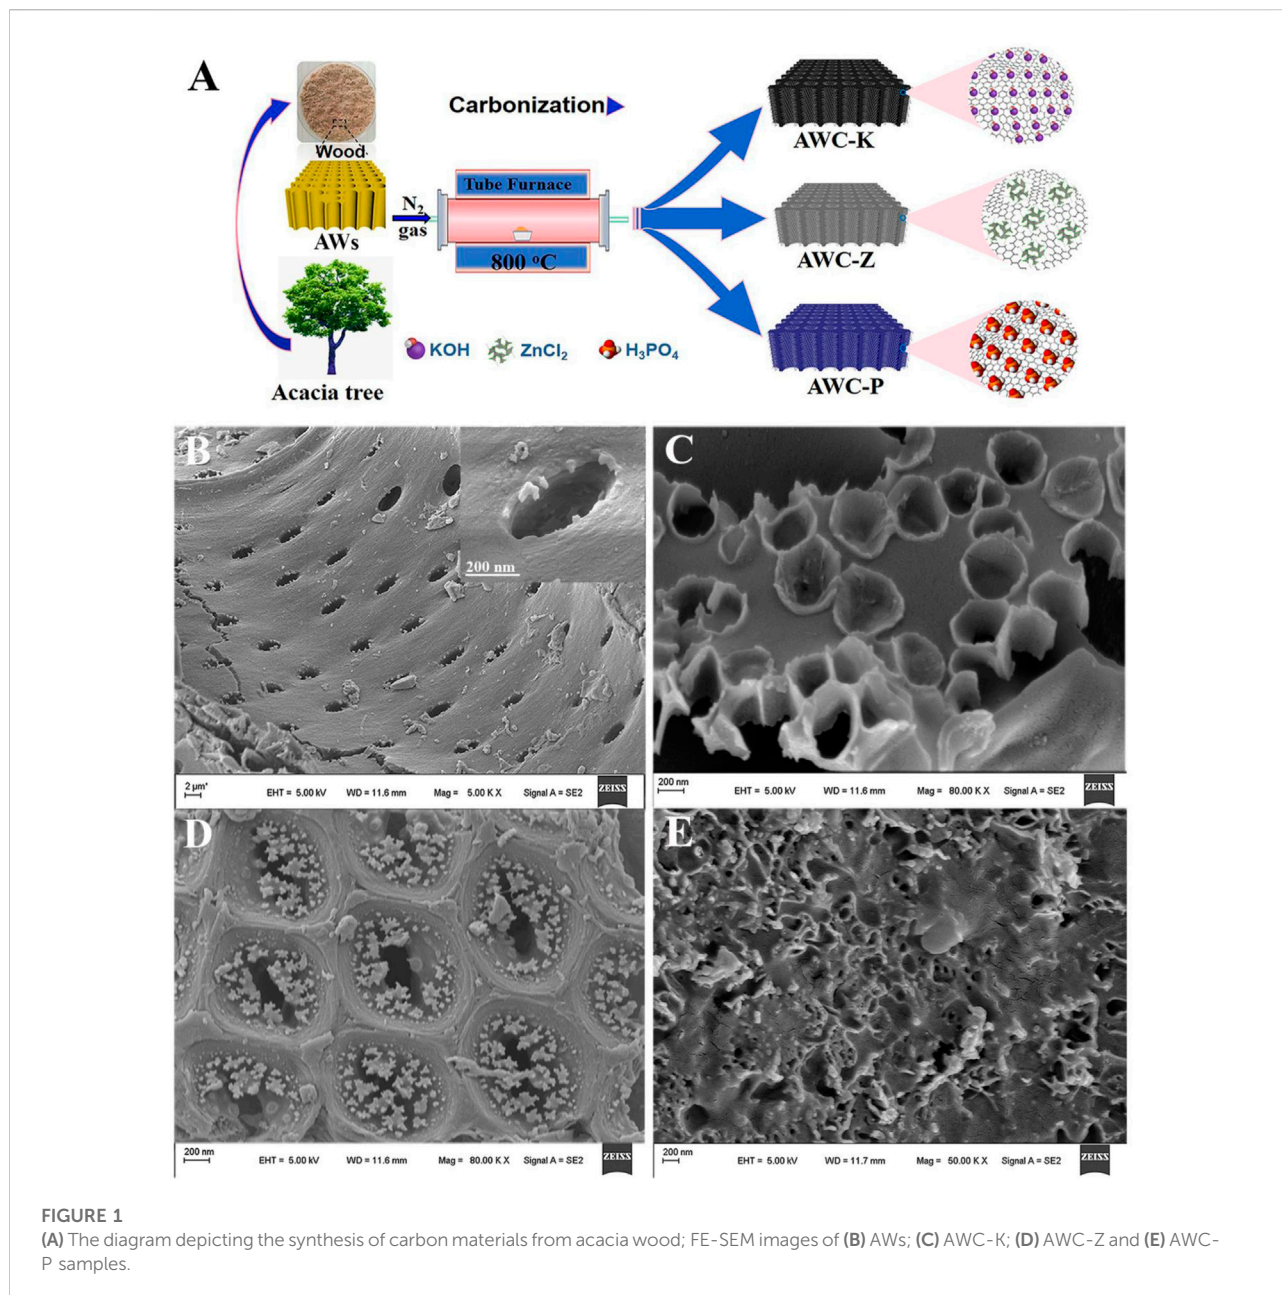 A
Wood
AWs
N2
gas
Acacia tree
Carbonization
Tube Furnace
800 °C
KOH
ZnCl2
H3PO4
AWC-K
AWC-Z
AWC-P
B
200 nm
2 µm*
EHT = 5.00 kV WD = 11.6 mm Mag = 5.00 K X Signal A = SE2 ZEISS
C
200 nm
EHT = 5.00 kV WD = 11.6 mm Mag = 80.00 K X Signal A = SE2 ZEISS
D
200 nm
EHT = 5.00 kV WD = 11.6 mm Mag = 80.00 K X Signal A = SE2 ZEISS
E
200 nm
EHT = 5.00 kV WD = 11.7 mm Mag = 50.00 K X Signal A = SE2 ZEISS
FIGURE 1
(A) The diagram depicting the synthesis of carbon materials from acacia wood; FE-SEM images of (B) AWs; (C) AWC-K; (D) AWC-Z and (E) AWC-
P samples.